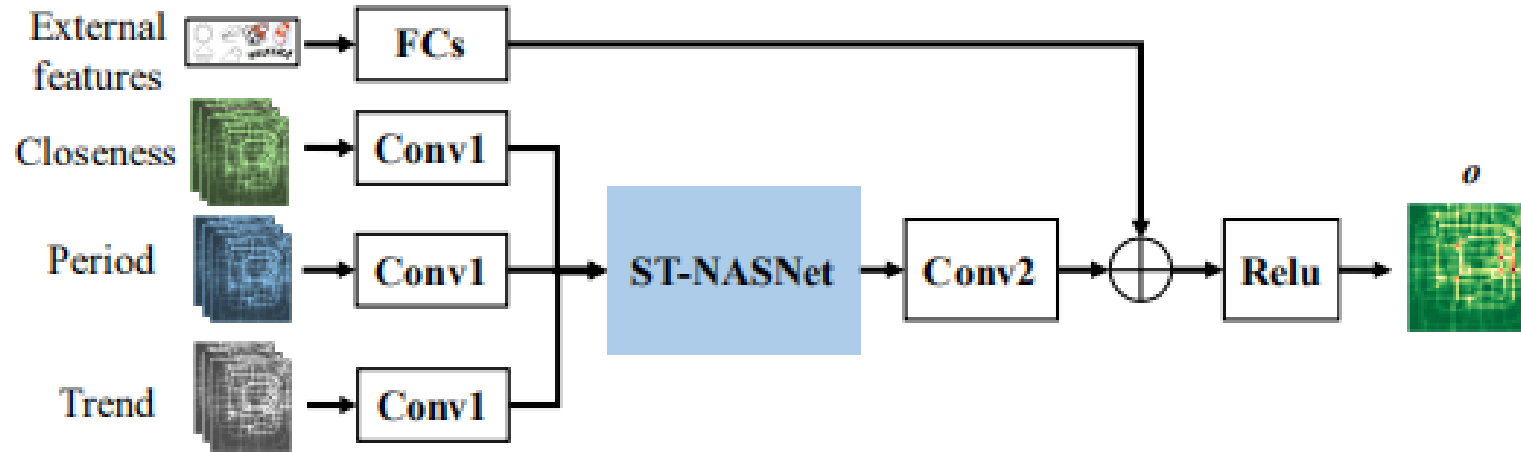 External
features
FCs
Closeness
Conv1
Period
Conv1
ST-NASNet
Conv2
Relu
o
Trend
Conv1